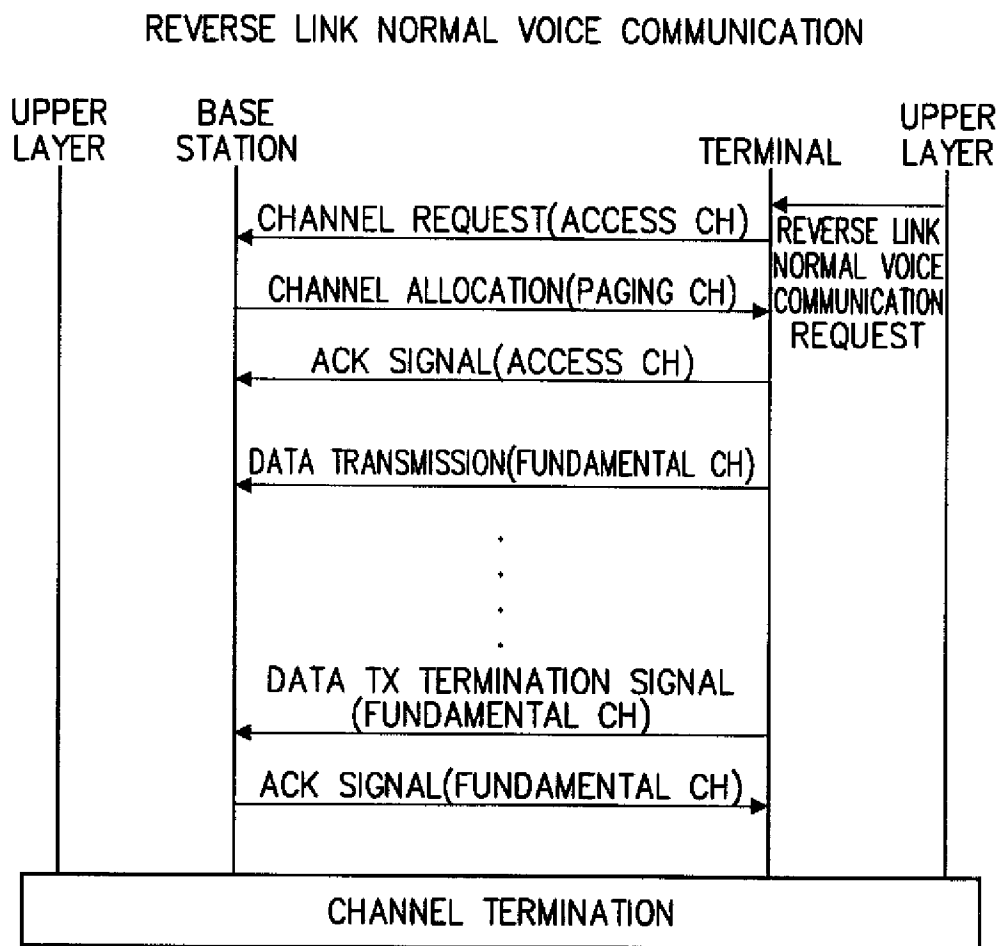 REVERSE LINK NORMAL VOICE COMMUNICATION
UPPER
LAYER
BASE
STATION
TERMINAL
UPPER
LAYER
CHANNEL REQUEST(ACCESS CH)
REVERSE LINK
NORMAL VOICE
COMMUNICATION
REQUEST
CHANNEL ALLOCATION(PAGING CH)
ACK SIGNAL(ACCESS CH)
DATA TRANSMISSION(FUNDAMENTAL CH)
DATA TX TERMINATION SIGNAL
(FUNDAMENTAL CH)
ACK SIGNAL(FUNDAMENTAL CH)
CHANNEL TERMINATION